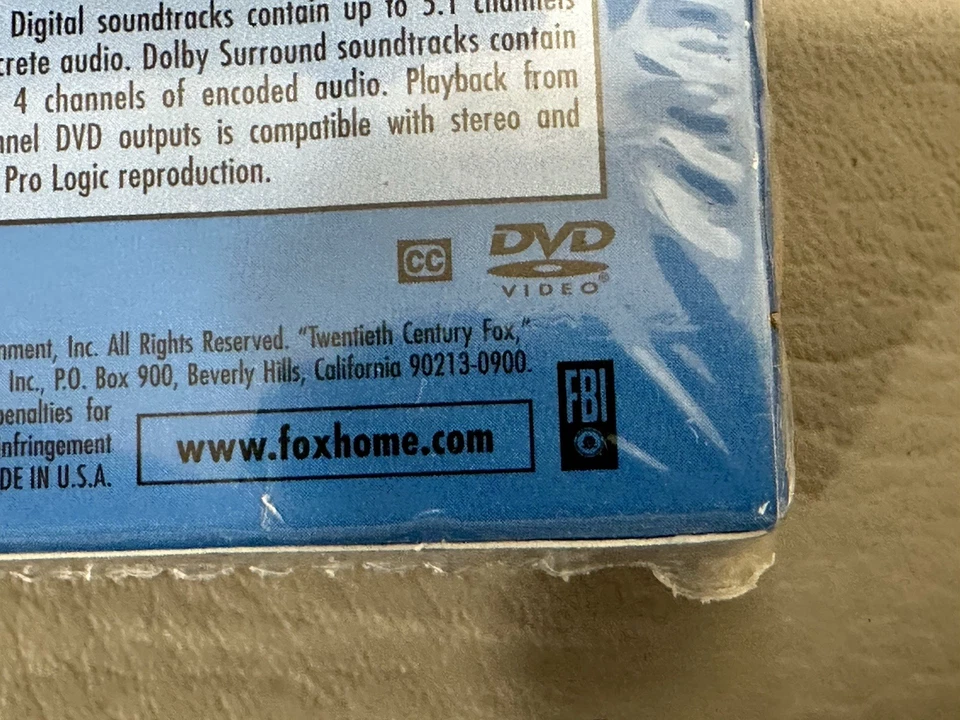 Digital soundtracks contain up to 5.1 channels
crete audio. Dolby Surround soundtracks contain
4 channels of encoded audio. Playback from
nnel DVD outputs is compatible with stereo and
Pro Logic reproduction.
CC DVD
VIDEO®
nment, Inc. All Rights Reserved. “Twentieth Century Fox,”
Inc., P.O. Box 900, Beverly Hills, California 90213-0900.
penalties for
nfringement
DE IN U.S.A.
www.foxhome.com
FBI